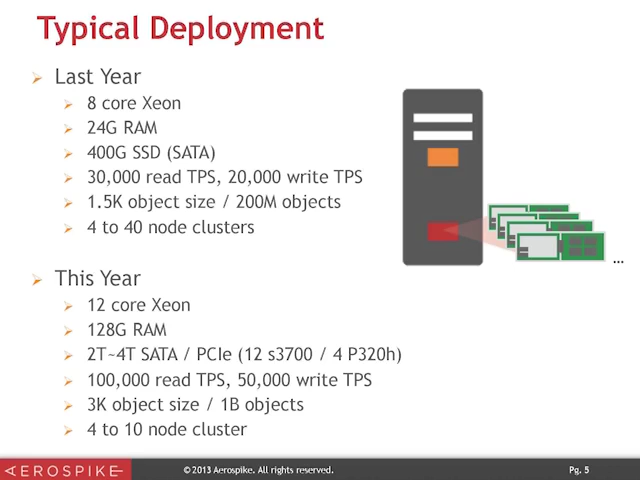 Typical Deployment
Last Year
8 core Xeon
24G RAM
400G SSD (SATA)
30,000 read TPS, 20,000 write TPS
1.5K object size / 200M objects
4 to 40 node clusters
...
This Year
12 core Xeon
128G RAM
2T~4T SATA / PCIe (12 s3700 / 4 P320h)
100,000 read TPS, 50,000 write TPS
3K object size / 1B objects
4 to 10 node cluster
AEROSPIKE
© 2013 Aerospike. All rights reserved.
Pg. 5